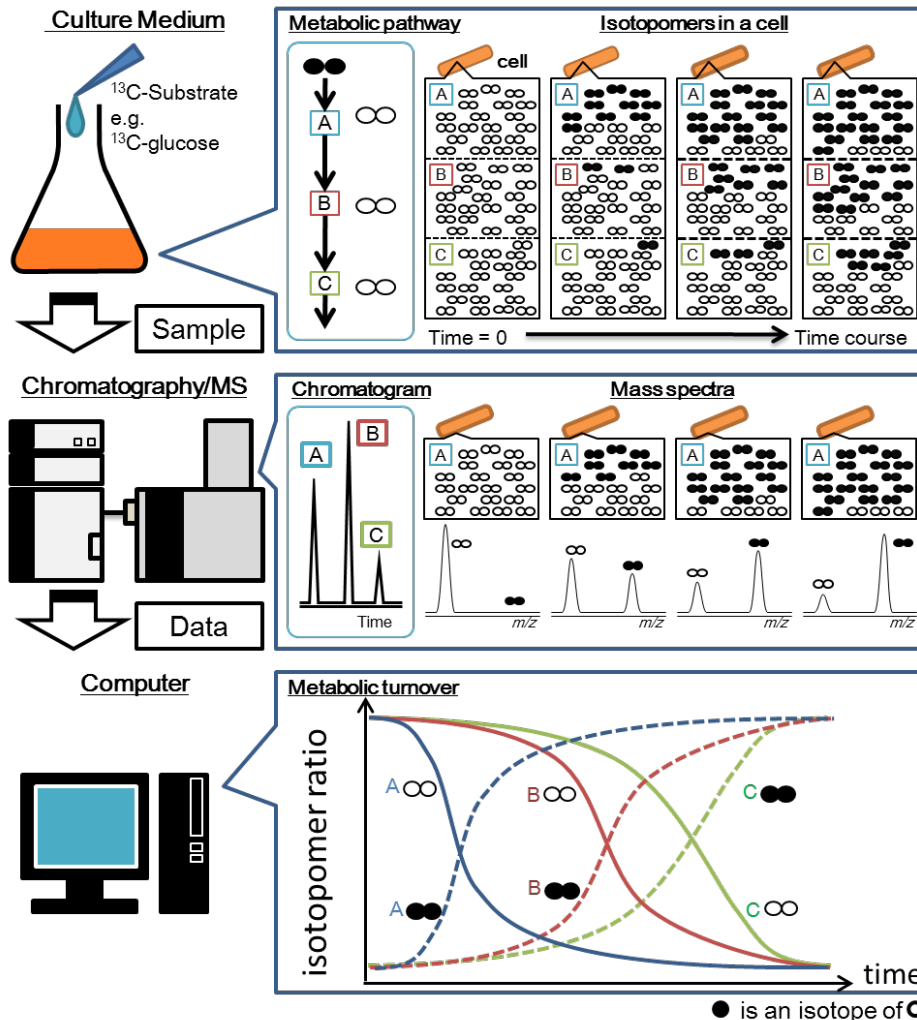 Culture Medium
13C-Substrate
e.g.
13C-glucose
Metabolic pathway
Isotopomers in a cell
cell
A
B
C
A A A A
B B B B
C C C C
Time = 0
Time course
Sample
Chromatography/MS
Chromatogram
Mass spectra
A
B
C
Time
A A A A
m/z m/z m/z m/z
Data
Computer
Metabolic turnover
isotopomer ratio
A
B
C
A
B
C
time
is an isotope of